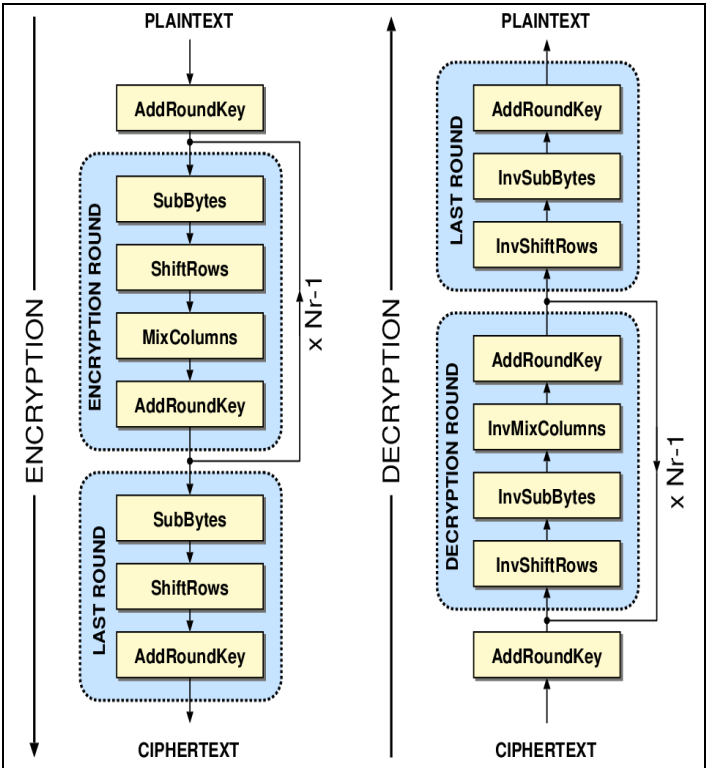 PLAINTEXT
AddRoundKey
ENCRYPTION ROUND
SubBytes
ShiftRows
MixColumns
AddRoundKey
x Nr-1
LAST ROUND
SubBytes
ShiftRows
AddRoundKey
CIPHERTEXT
ENCRYPTION
DECRYPTION
PLAINTEXT
LAST ROUND
AddRoundKey
InvSubBytes
InvShiftRows
DECRYPTION ROUND
AddRoundKey
InvMixColumns
InvSubBytes
InvShiftRows
x Nr-1
AddRoundKey
CIPHERTEXT